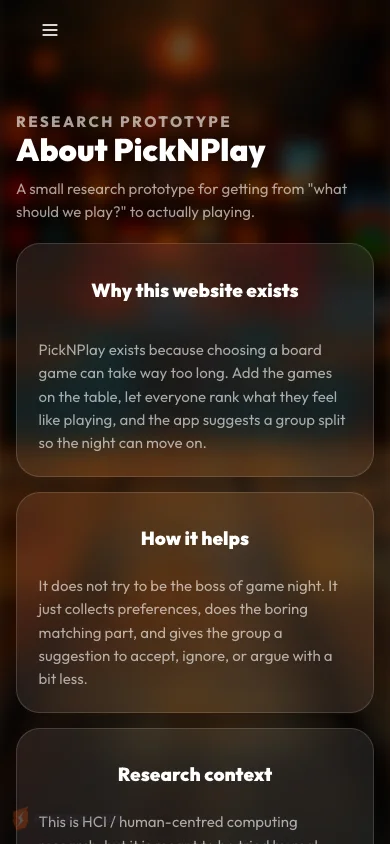 RESEARCH PROTOTYPE
About PickNPlay
A small research prototype for getting from "what
should we play?" to actually playing.
Why this website exists
PickNPlay exists because choosing a board
game can take way too long. Add the games
on the table, let everyone rank what they feel
like playing, and the app suggests a group split
so the night can move on.
How it helps
It does not try to be the boss of game night. It
just collects preferences, does the boring
matching part, and gives the group a
suggestion to accept, ignore, or argue with a
bit less.
Research context
This is HCI / human-centred computing